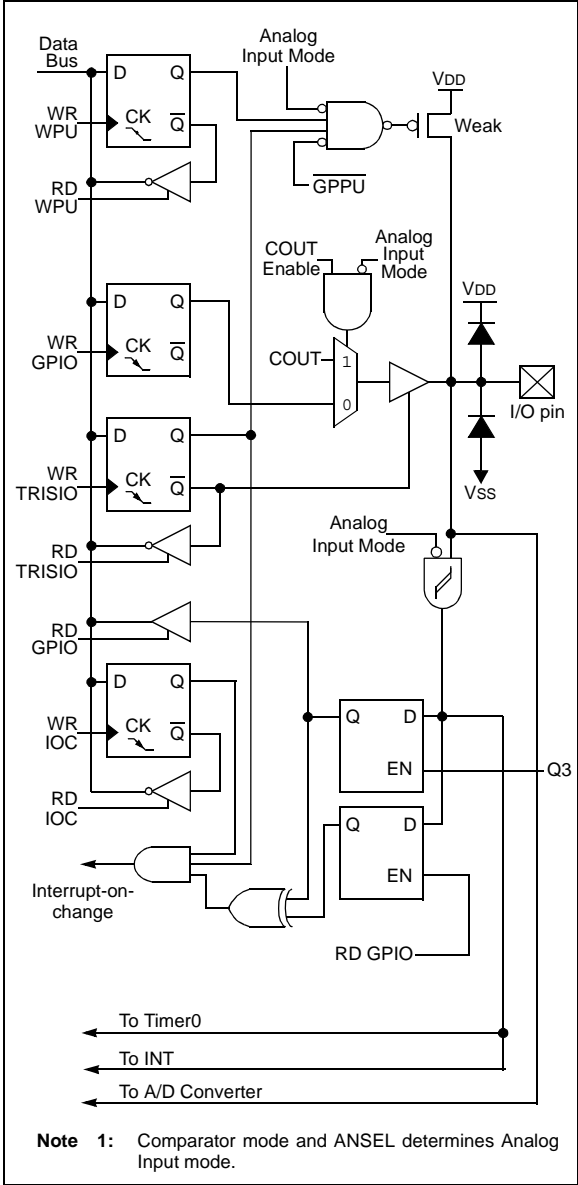 Data
Bus
D Q
WR
WPU
CK Q
RD
WPU
Analog
Input Mode
GPPU
VDD
Weak
COUT
Enable
Analog
Input
Mode
D Q
WR
GPIO
CK Q
COUT
1
0
VDD
I/O pin
VSS
D Q
WR
TRISIO
CK Q
RD
TRISIO
Analog
Input Mode
RD
GPIO
D Q
WR
IOC
CK Q
RD
IOC
Q D
EN
Q3
Q D
EN
Interrupt-on-
change
RD GPIO
To Timer0
To INT
To A/D Converter
Note 1: Comparator mode and ANSEL determines Analog
Input mode.